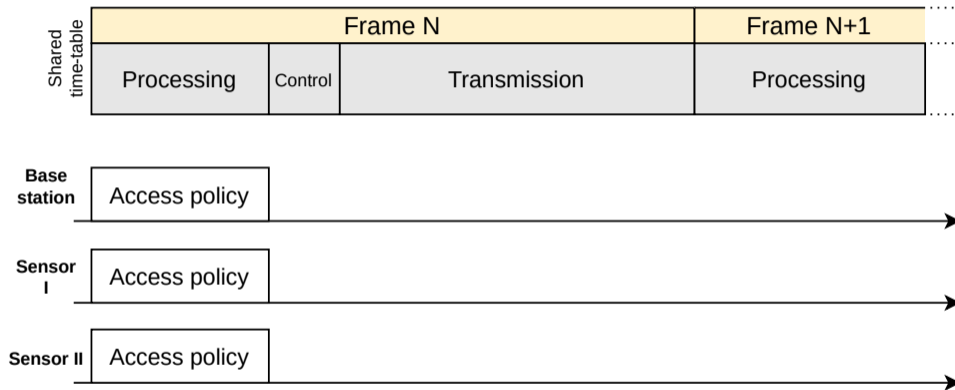 Frame N
Frame N+1
Shared
time-table
Processing
Control
Transmission
Processing
Base
station
Access policy
Sensor
I
Access policy
Sensor II
Access policy